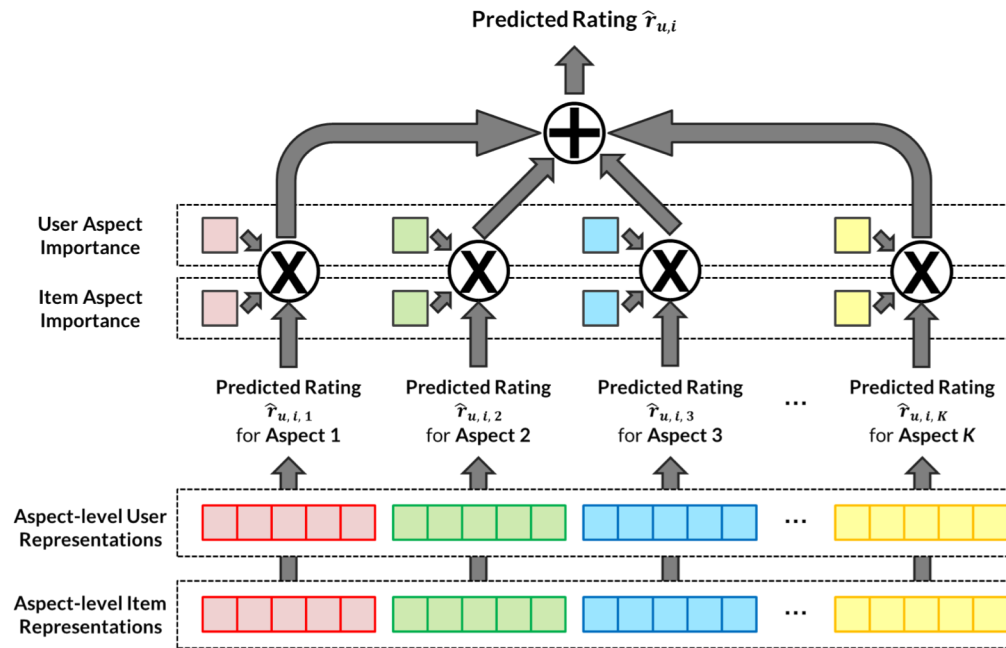 Predicted Rating r̂u,i
User Aspect
Importance
Item Aspect
Importance
Predicted Rating
r̂u, i, 1
for Aspect 1
Predicted Rating
r̂u, i, 2
for Aspect 2
Predicted Rating
r̂u, i, 3
for Aspect 3
...
Predicted Rating
r̂u, i, K
for Aspect K
Aspect-level User
Representations
...
Aspect-level Item
Representations
...